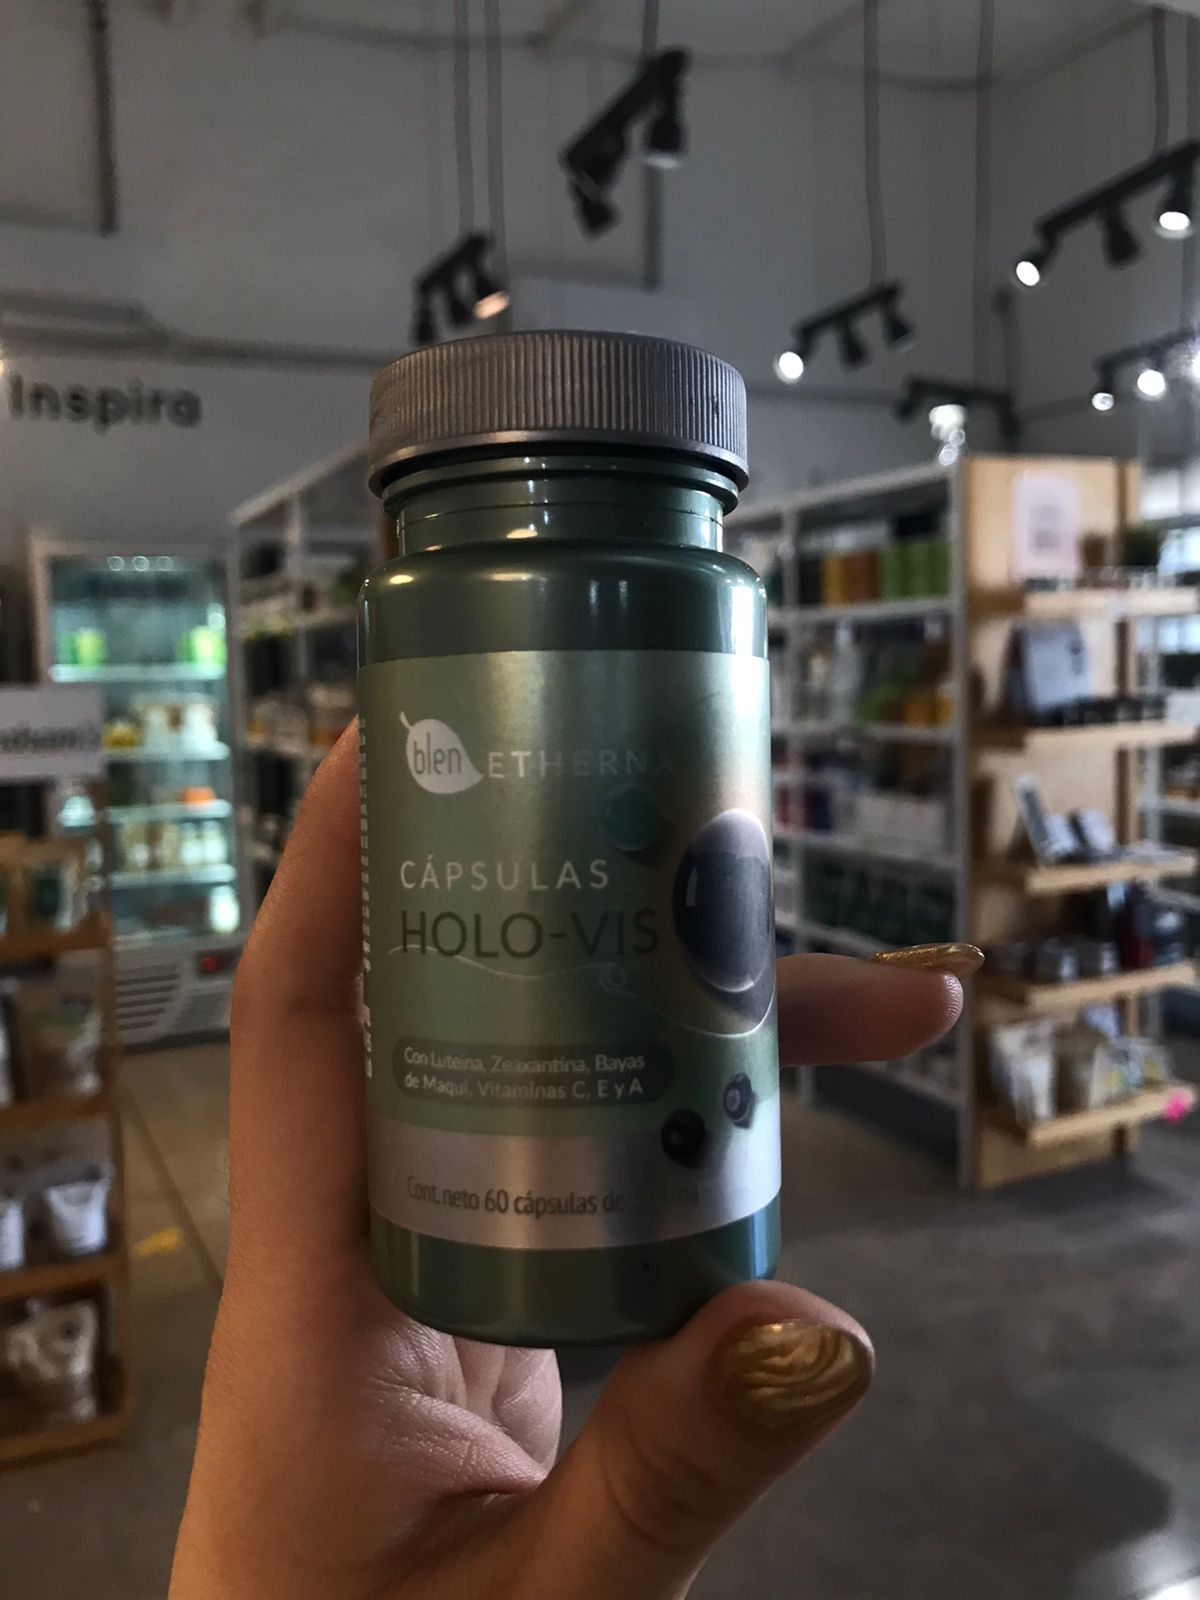 Inspira
blen ETHERNA
CÁPSULAS
HOLO-VIS
Con Luteína, Zeaxantina, Bayas
de Maqui, Vitaminas C, E y A
Cont. neto 60 cápsulas de